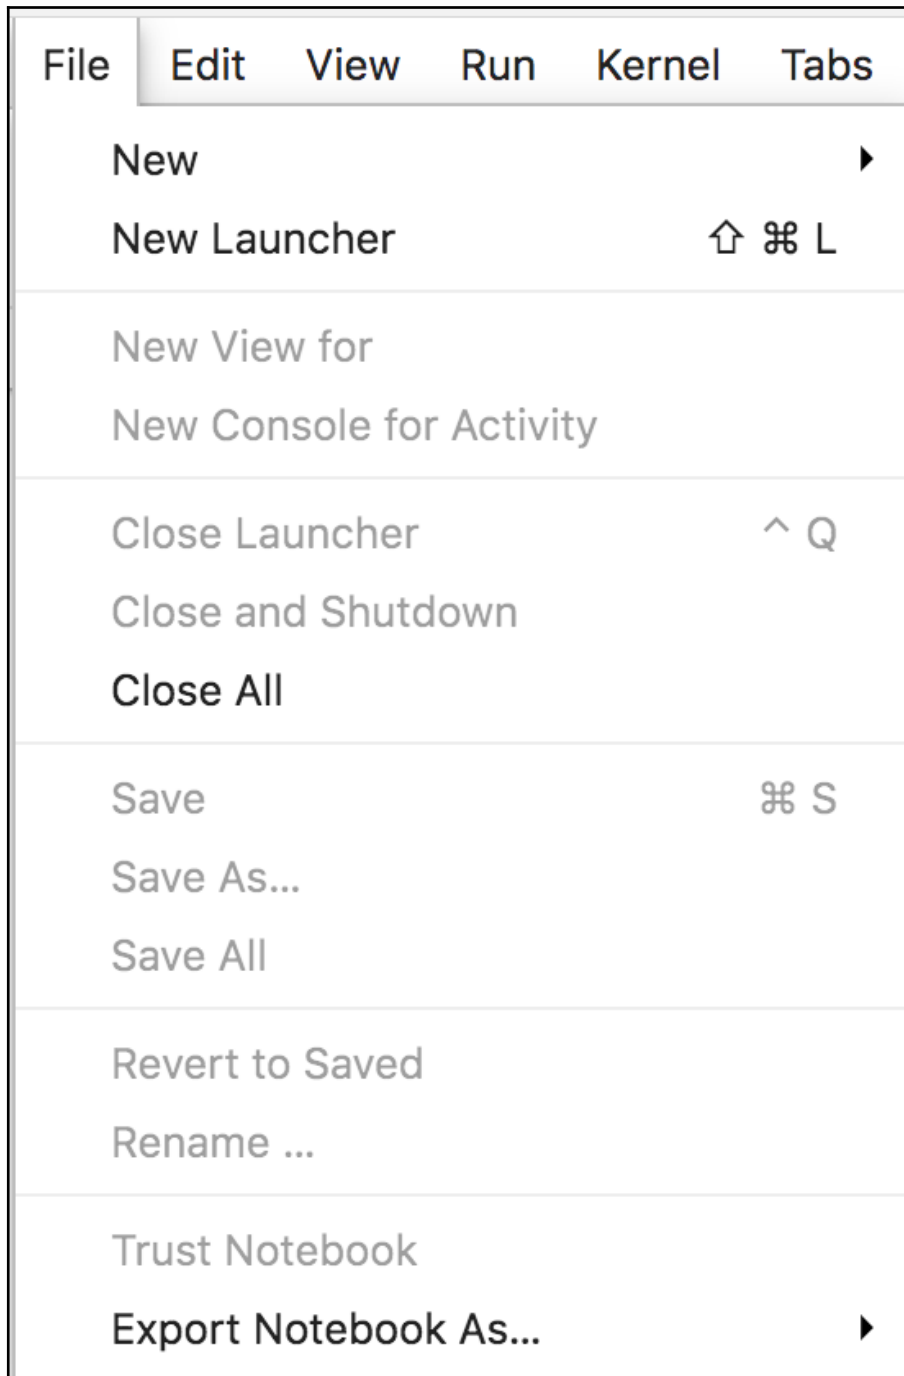 File Edit View Run Kernel Tabs
New
New Launcher ⇧ ⌘ L
New View for
New Console for Activity
Close Launcher ^ Q
Close and Shutdown
Close All
Save ⌘ S
Save As...
Save All
Revert to Saved
Rename ...
Trust Notebook
Export Notebook As...